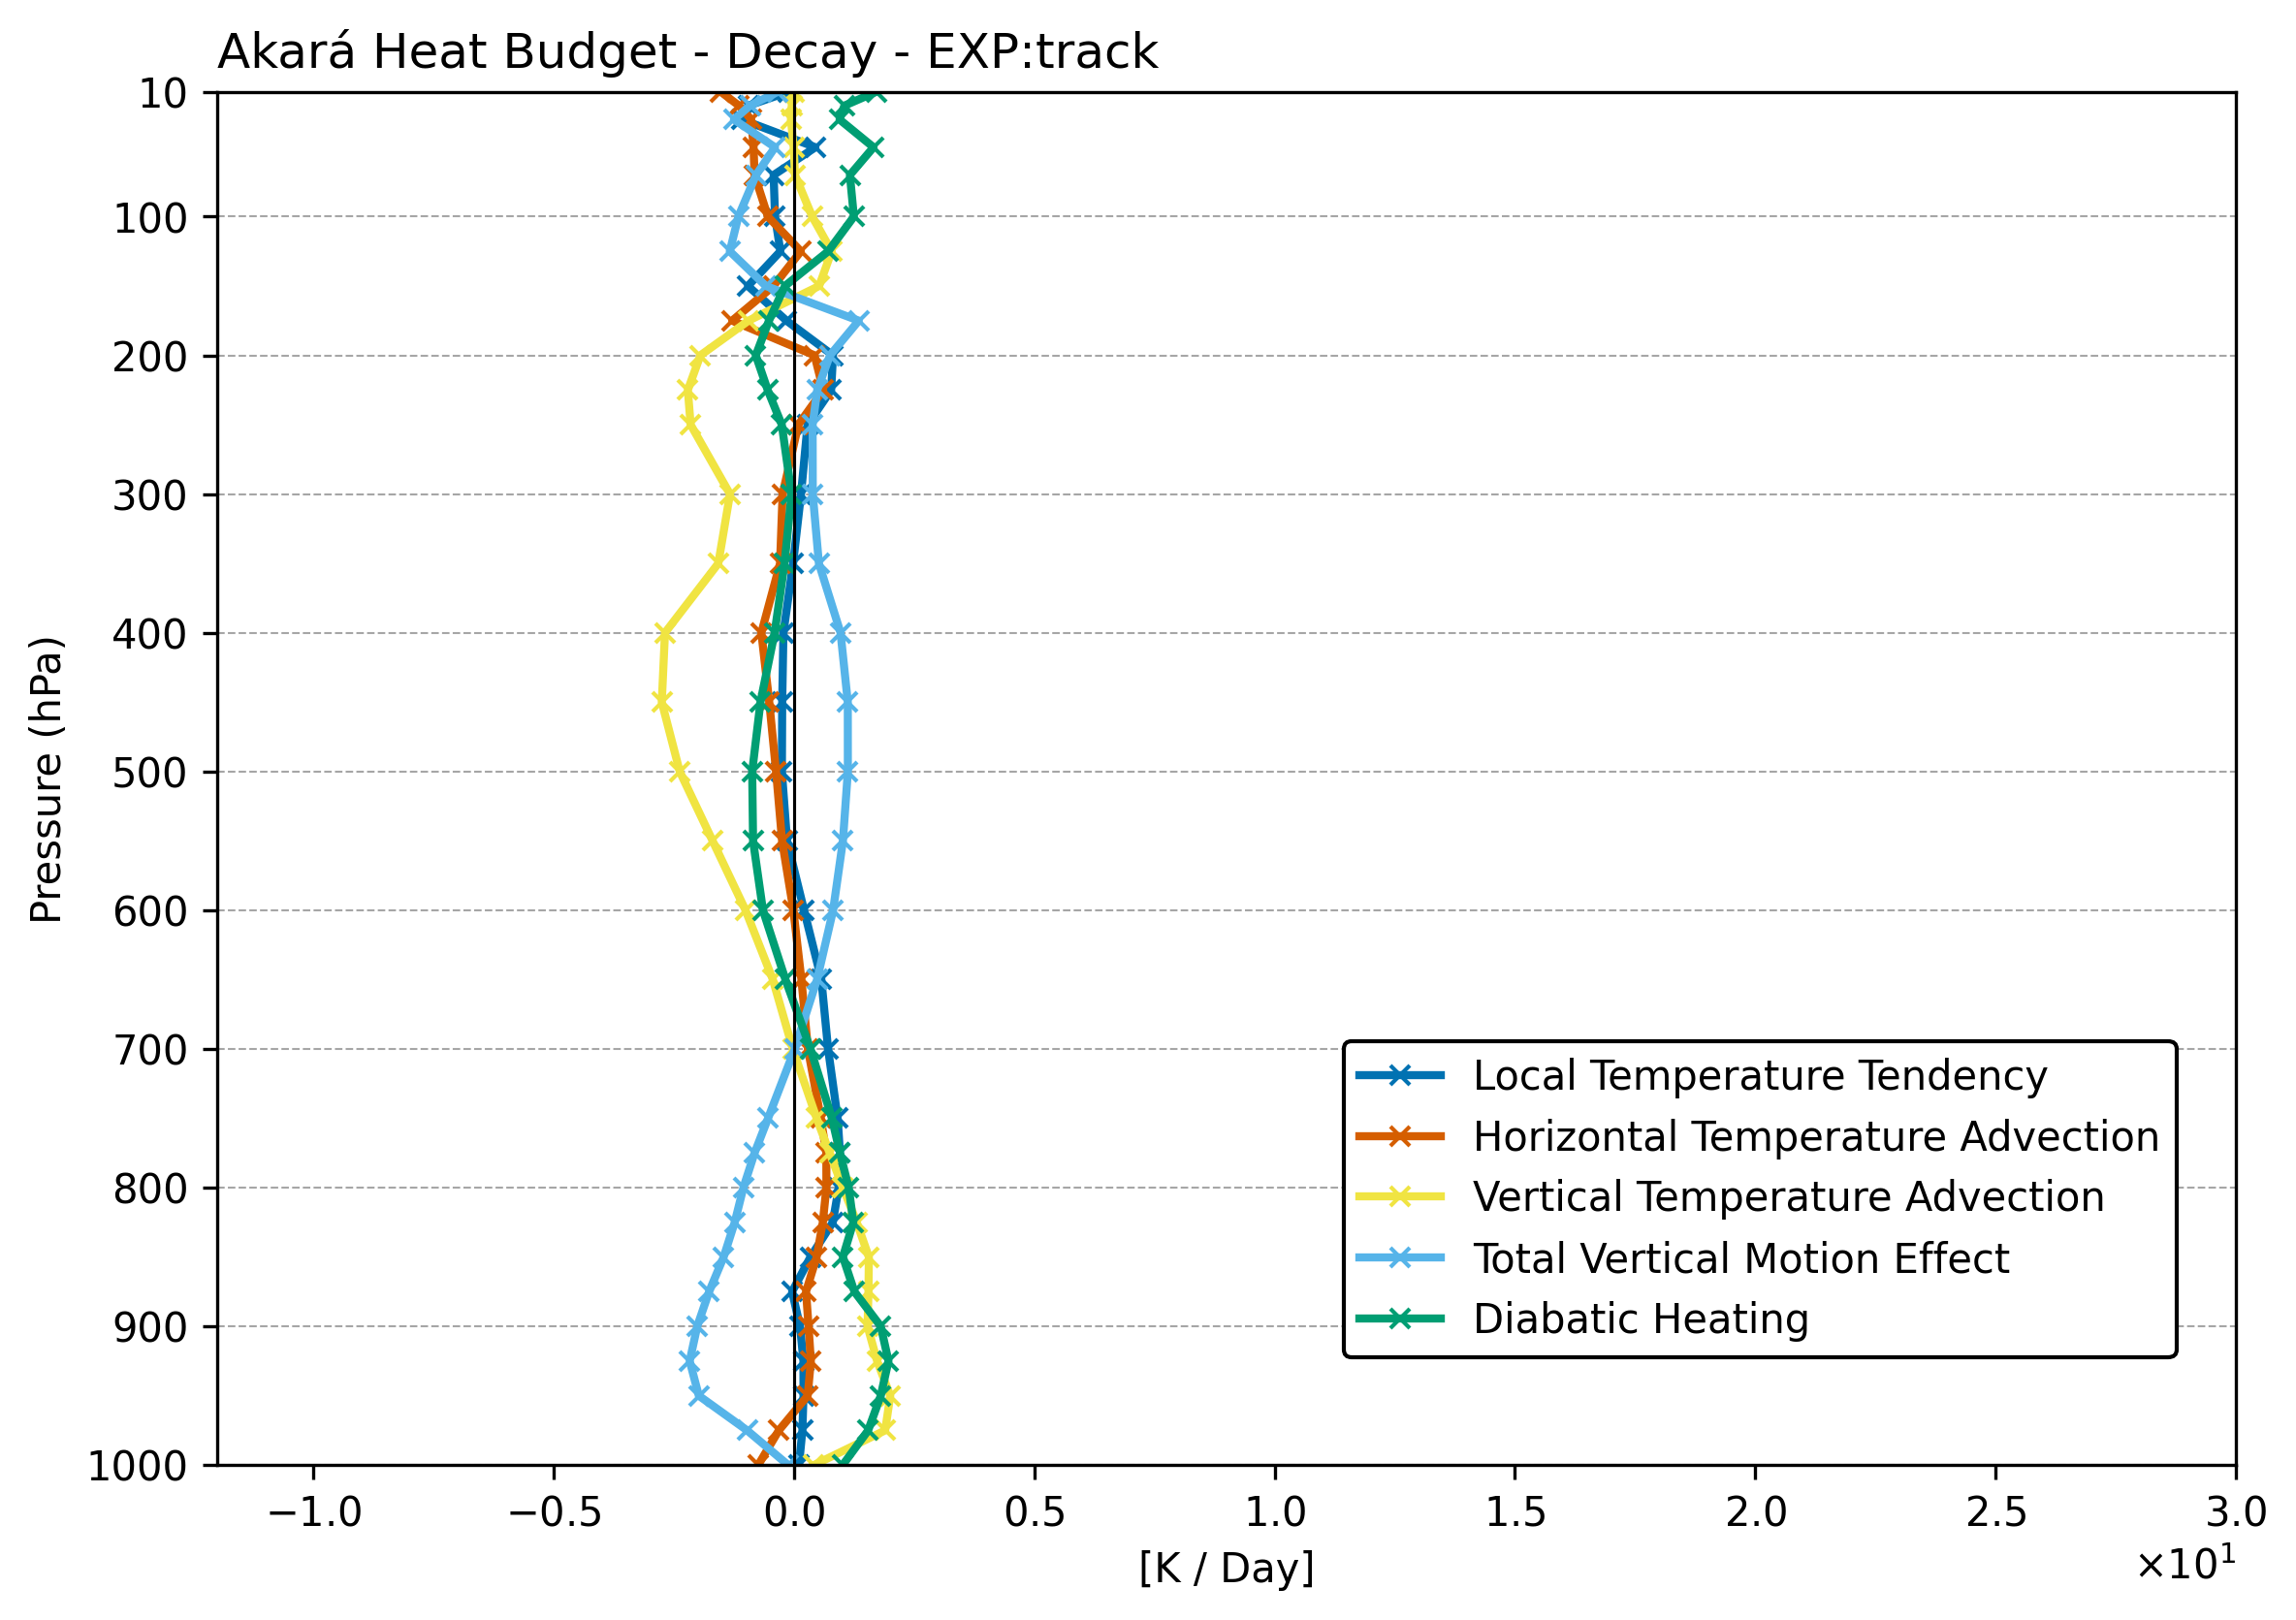 Akará Heat Budget - Decay - EXP:track
10
100
200
300
400
500
600
700
800
900
1000
Pressure (hPa)
Local Temperature Tendency
Horizontal Temperature Advection
Vertical Temperature Advection
Total Vertical Motion Effect
Diabatic Heating
−1.0 −0.5 0.0 0.5 1.0 1.5 2.0 2.5 3.0
[K / Day]
×10¹